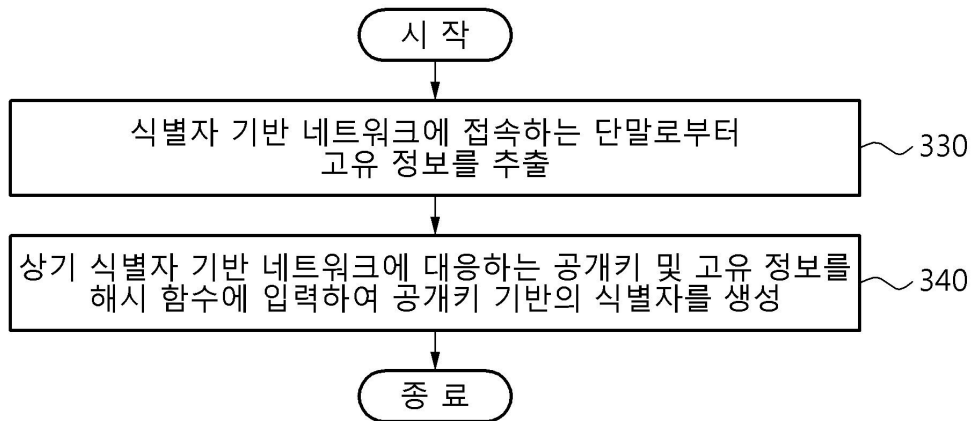 시 작
식별자 기반 네트워크에 접속하는 단말로부터
고유 정보를 추출
330
상기 식별자 기반 네트워크에 대응하는 공개키 및 고유 정보를
해시 함수에 입력하여 공개키 기반의 식별자를 생성
340
종 료